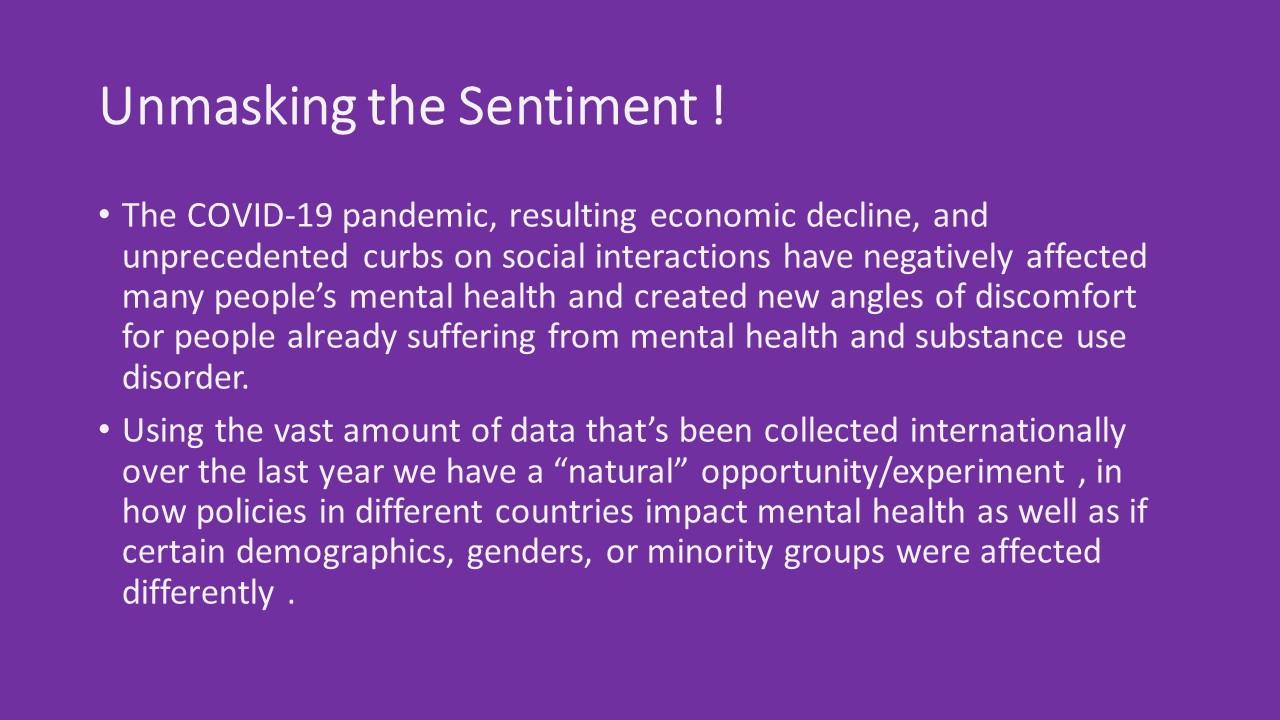 Unmasking the Sentiment !
• The COVID-19 pandemic, resulting economic decline, and
unprecedented curbs on social interactions have negatively affected
many people’s mental health and created new angles of discomfort
for people already suffering from mental health and substance use
disorder.
• Using the vast amount of data that’s been collected internationally
over the last year we have a “natural” opportunity/experiment , in
how policies in different countries impact mental health as well as if
certain demographics, genders, or minority groups were affected
differently .